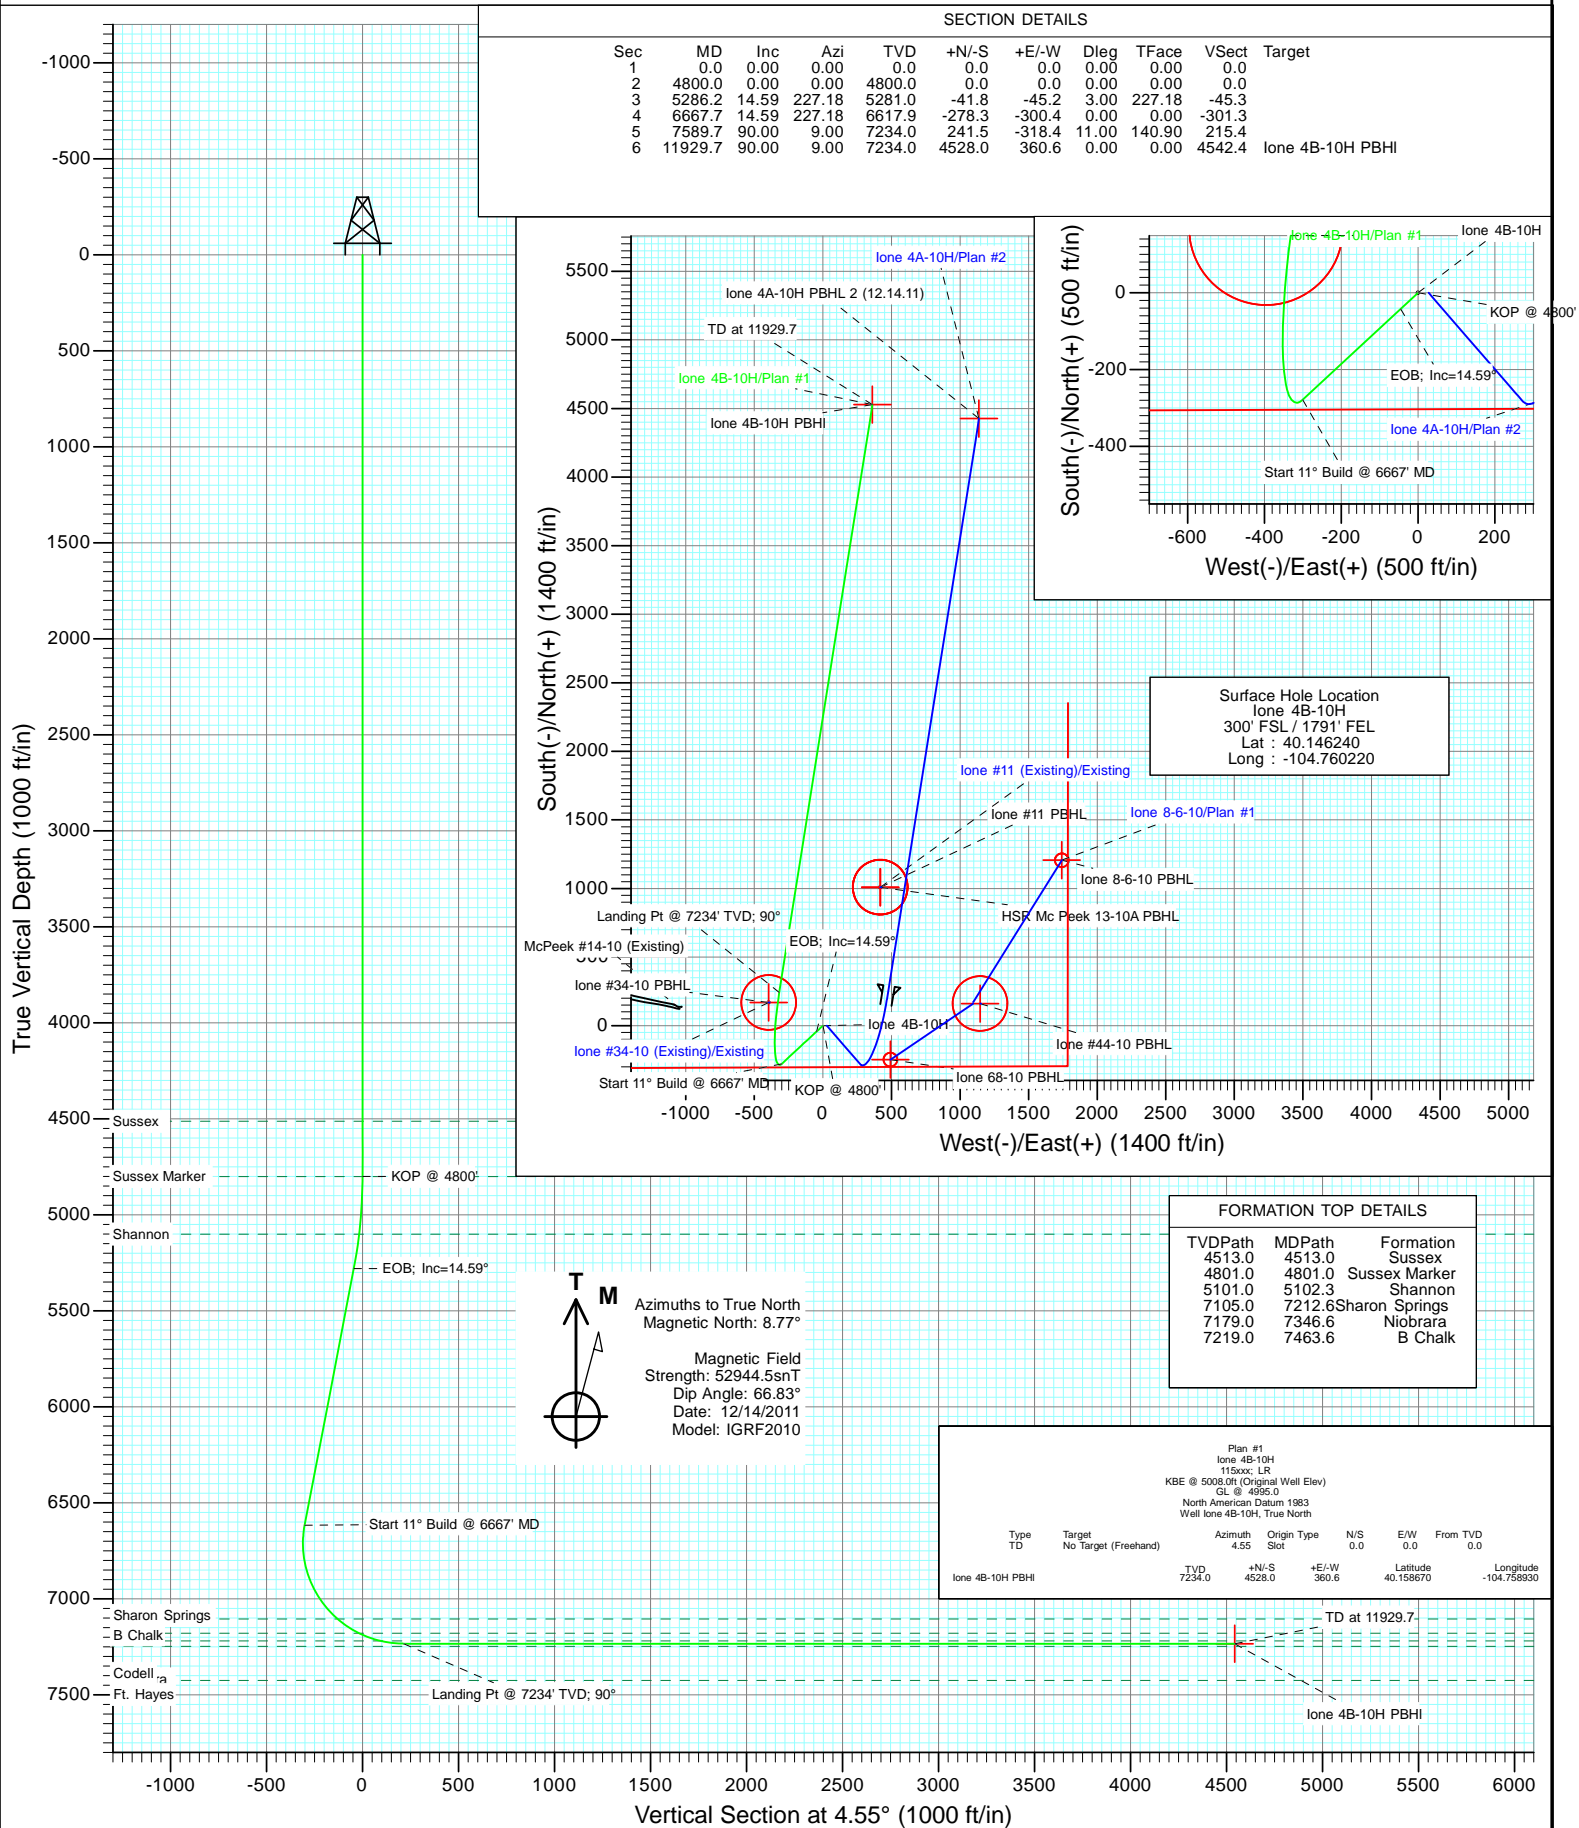 SECTION DETAILS
Sec MD Inc Azi TVD +N/-S +E/-W Dleg TFace VSect Target
1 0.0 0.00 0.00 0.0 0.0 0.0 0.00 0.00 0.0
2 4800.0 0.00 0.00 4800.0 0.0 0.0 0.00 0.00 0.0
3 5286.2 14.59 227.18 5281.0 -41.8 -45.2 3.00 227.18 -45.3
4 6667.7 14.59 227.18 6617.9 -278.3 -300.4 0.00 0.00 -301.3
5 7589.7 90.00 9.00 7234.0 241.5 -318.4 11.00 140.90 215.4
6 11929.7 90.00 9.00 7234.0 4528.0 360.6 0.00 0.00 4542.4 Ione 4B-10H PBHl
True Vertical Depth (1000 ft/in)
-1000
-500
0
500
1000
1500
2000
2500
3000
3500
4000
4500
5000
5500
6000
6500
7000
7500
Sussex
Sussex Marker
KOP @ 4800'
Shannon
EOB; Inc=14.59°
Start 11° Build @ 6667' MD
Sharon Springs
B Chalk
Codell
Ft. Hayes
Landing Pt @ 7234' TVD; 90°
TD at 11929.7
Ione 4B-10H PBHl
-1000 -500 0 500 1000 1500 2000 2500 3000 3500 4000 4500 5000 5500 6000
Vertical Section at 4.55° (1000 ft/in)
South(-)/North(+) (1400 ft/in)
5500
5000
4500
4000
3500
3000
2500
2000
1500
1000
500
0
Ione 4A-10H/Plan #2
Ione 4A-10H PBHL 2 (12.14.11)
TD at 11929.7
Ione 4B-10H/Plan #1
Ione 4B-10H PBHl
Ione #11 (Existing)/Existing
Ione #11 PBHL
Ione 8-6-10/Plan #1
Ione 8-6-10 PBHL
HSR Mc Peek 13-10A PBHL
Landing Pt @ 7234' TVD; 90°
McPeek #14-10 (Existing)
EOB; Inc=14.59°
Ione #34-10 PBHL
Ione 4B-10H
Ione #44-10 PBHL
Ione #34-10 (Existing)/Existing
Start 11° Build @ 6667' MD
KOP @ 4800'
Ione 68-10 PBHL
-1000 -500 0 500 1000 1500 2000 2500 3000 3500 4000 4500 5000
West(-)/East(+) (1400 ft/in)
South(-)/North(+) (500 ft/in)
0
-200
-400
Ione 4B-10H/Plan #1
Ione 4B-10H
KOP @ 4800'
EOB; Inc=14.59°
Ione 4A-10H/Plan #2
Start 11° Build @ 6667' MD
-600 -400 -200 0 200
West(-)/East(+) (500 ft/in)
Surface Hole Location
Ione 4B-10H
300' FSL / 1791' FEL
Lat : 40.146240
Long : -104.760220
FORMATION TOP DETAILS
TVDPath MDPath Formation
4513.0 4513.0 Sussex
4801.0 4801.0 Sussex Marker
5101.0 5102.3 Shannon
7105.0 7212.6 Sharon Springs
7179.0 7346.6 Niobrara
7219.0 7463.6 B Chalk
T
M
Azimuths to True North
Magnetic North: 8.77°
Magnetic Field
Strength: 52944.5snT
Dip Angle: 66.83°
Date: 12/14/2011
Model: IGRF2010
Plan #1
Ione 4B-10H
115xxx; LR
KBE @ 5008.0ft (Original Well Elev)
GL @ 4995.0
North American Datum 1983
Well Ione 4B-10H, True North
Type Target Azimuth Origin Type N/S E/W From TVD
TD No Target (Freehand) 4.55 Slot 0.0 0.0 0.0
TVD +N/-S +E/-W Latitude Longitude
Ione 4B-10H PBHl 7234.0 4528.0 360.6 40.158670 -104.758930